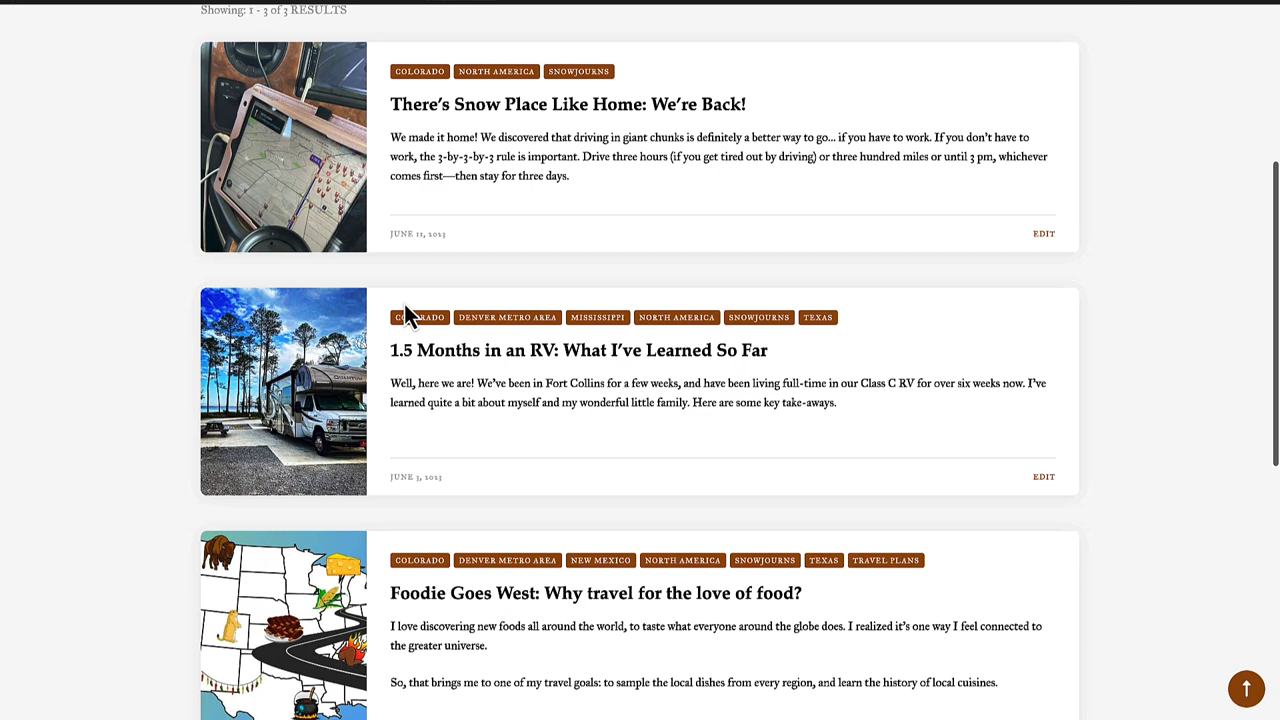 Showing: 1 - 3 of 3 RESULTS
COLORADO NORTH AMERICA SNOWJOURNS
There's Snow Place Like Home: We're Back!
We made it home! We discovered that driving in giant chunks is definitely a better way to go... if you have to work. If you don't have to
work, the 3-by-3-by-3 rule is important. Drive three hours (if you get tired out by driving) or three hundred miles or until 3 pm, whichever
comes first—then stay for three days.
JUNE 11, 2023 EDIT
COLORADO DENVER METRO AREA MISSISSIPPI NORTH AMERICA SNOWJOURNS TEXAS
1.5 Months in an RV: What I've Learned So Far
Well, here we are! We've been in Fort Collins for a few weeks, and have been living full-time in our Class C RV for over six weeks now. I've
learned quite a bit about myself and my wonderful little family. Here are some key take-aways.
JUNE 3, 2023 EDIT
COLORADO DENVER METRO AREA NEW MEXICO NORTH AMERICA SNOWJOURNS TEXAS TRAVEL PLANS
Foodie Goes West: Why travel for the love of food?
I love discovering new foods all around the world, to taste what everyone around the globe does. I realized it's one way I feel connected to
the greater universe.
So, that brings me to one of my travel goals: to sample the local dishes from every region, and learn the history of local cuisines.